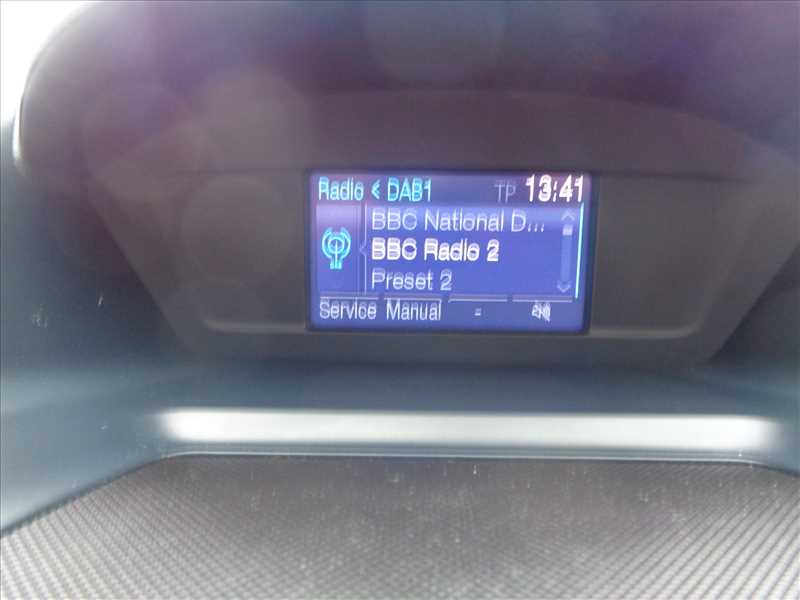 Radio < DAB1 TP 13:41
BBC National D...
BBC Radio 2
Preset 2
Service Manual